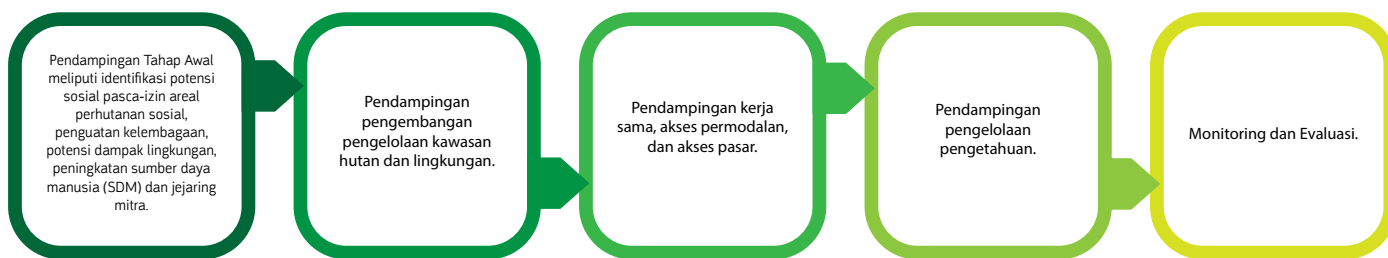 Pendampingan Tahap Awal
meliputi identifikasi potensi
sosial pasca-izin areal
perhutanan sosial,
penguatan kelembagaan,
potensi dampak lingkungan,
peningkatan sumber daya
manusia (SDM) dan jejaring
mitra.
Pendampingan
pengembangan
pengelolaan kawasan
hutan dan lingkungan.
Pendampingan kerja
sama, akses permodalan,
dan akses pasar.
Pendampingan
pengelolaan
pengetahuan.
Monitoring dan Evaluasi.